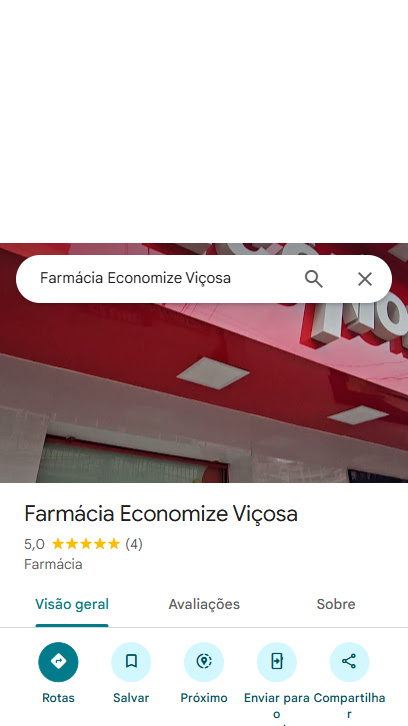 Farmácia Economize Viçosa
Farmácia Economize Viçosa
5,0 (4)
Farmácia
Visão geral Avaliações Sobre
Rotas Salvar Próximo Enviar para o Compartilhar